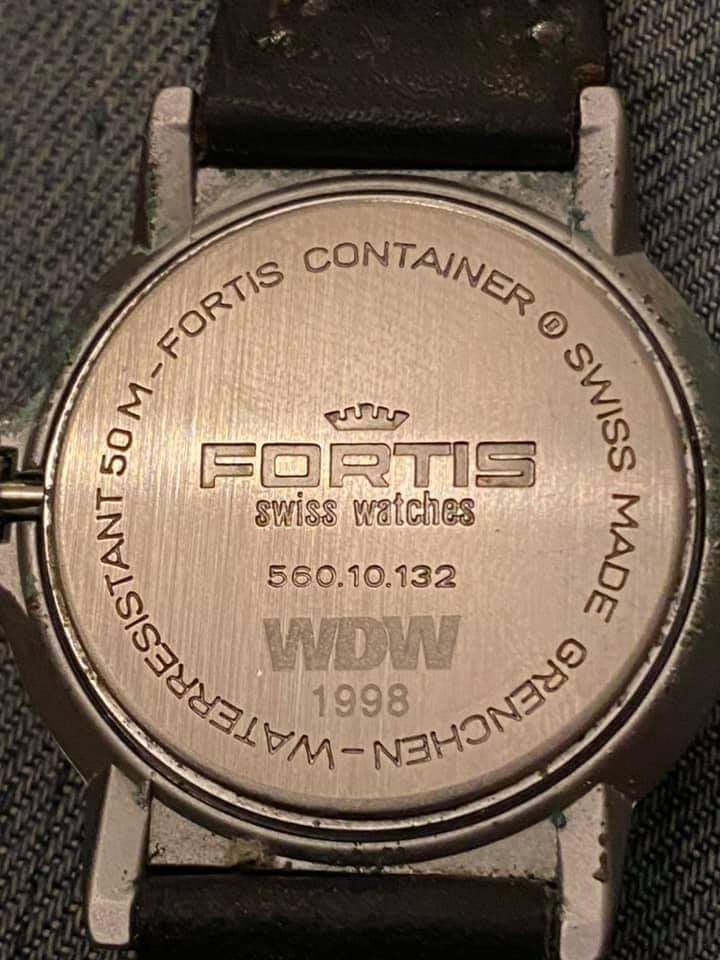 WATERRESISTANT 50 M - FORTIS CONTAINER ® SWISS MADE GRENCHEN -
FORTIS
swiss watches
560.10.132
WDW
1998